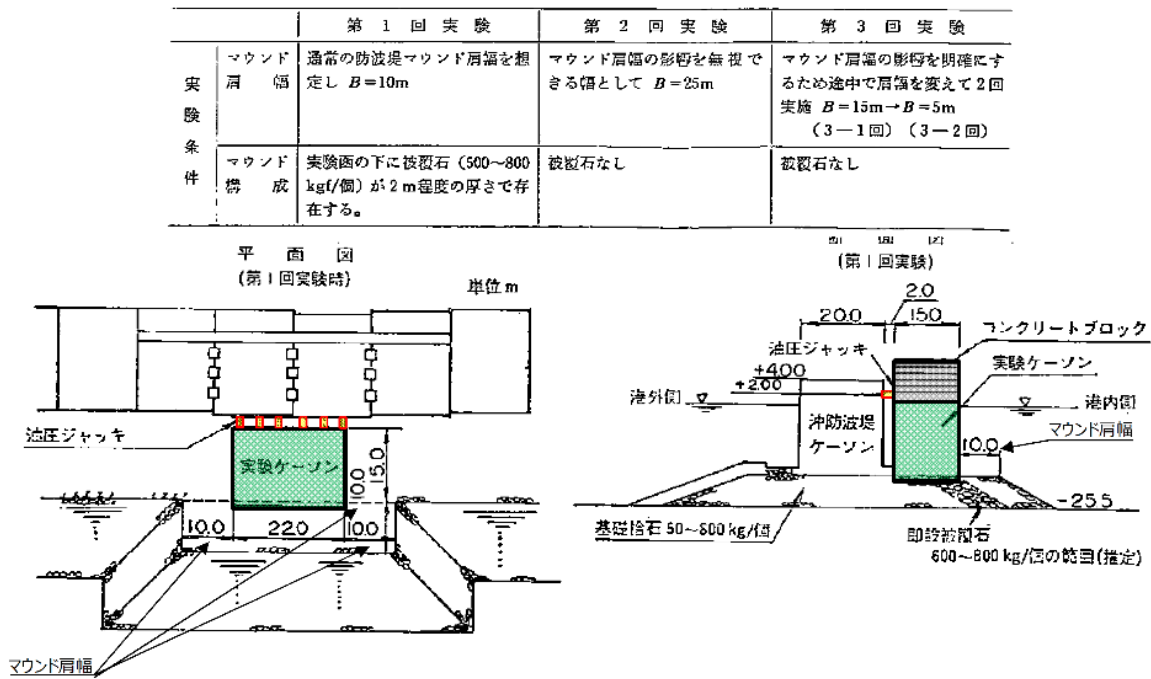 第 1 回 実 験
第 2 回 実 験
第 3 回 実 験
実験条件
マウンド肩幅
通常の防波堤マウンド肩幅を想
定し B=10m
マウンド肩幅の影響を無視で
きる幅として B=25m
マウンド肩幅の影響を明確にす
るため途中で肩幅を変えて2回
実施 B=15m→B=5m
(3—1回) (3—2回)
マウンド構成
実験函の下に被覆石 (500～800
kgf/個) が2m程度の厚さで存
在する。
被覆石なし
被覆石なし
平 面 図
(第1回実験時)
単位m
油圧ジャッキ
実験ケーソン
15.0
10.0
10.0
22.0
10.0
マウンド肩幅
(第1回実験)
2.0
20.0
15.0
コンクリートブロック
油圧ジャッキ
実験ケーソン
+4.00
+2.00
港外側
港内側
沖防波堤
ケーソン
マウンド肩幅
10.0
-25.5
基礎捨石 50～800 kg/個
既設被覆石
600～800 kg/個の範囲(推定)